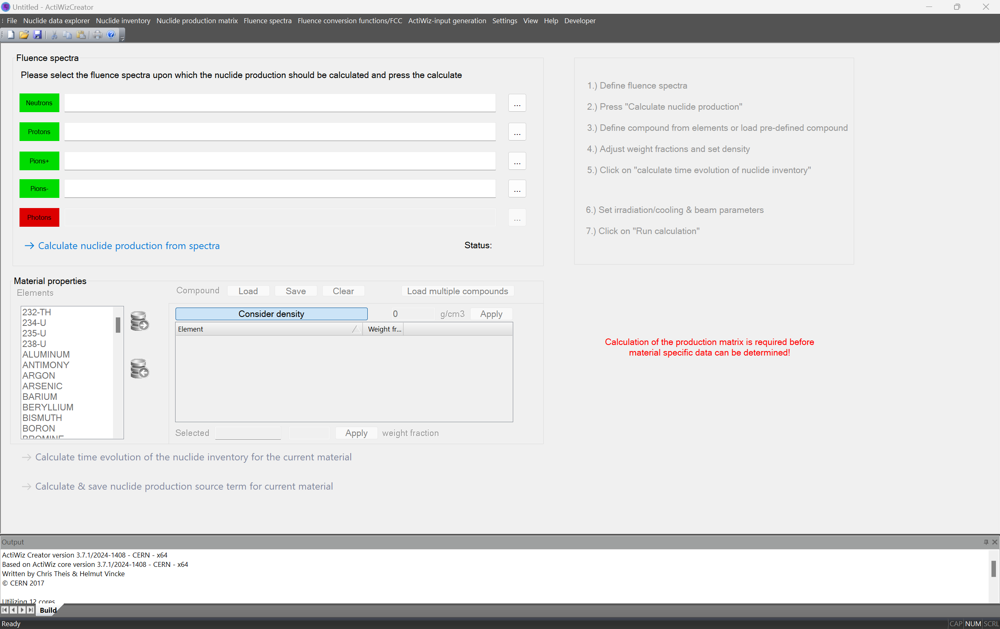 Untitled - ActiWizCreator
File Nuclide data explorer Nuclide inventory Nuclide production matrix Fluence spectra Fluence conversion functions/FCC ActiWiz-input generation Settings View Help Developer
Fluence spectra
Please select the fluence spectra upon which the nuclide production should be calculated and press the calculate
Neutrons ...
Protons ...
Pions+ ...
Pions- ...
Photons ...
→ Calculate nuclide production from spectra Status:
1.) Define fluence spectra
2.) Press "Calculate nuclide production"
3.) Define compound from elements or load pre-defined compound
4.) Adjust weight fractions and set density
5.) Click on "calculate time evolution of nuclide inventory"
6.) Set irradiation/cooling & beam parameters
7.) Click on "Run calculation"
Material properties
Elements
Compound Load Save Clear Load multiple compounds
232-TH
234-U
235-U
238-U
ALUMINUM
ANTIMONY
ARGON
ARSENIC
BARIUM
BERYLLIUM
BISMUTH
BORON
BROMINE
Consider density 0 g/cm3 Apply
Element Weight fr...
Selected Apply weight fraction
Calculation of the production matrix is required before
material specific data can be determined!
→ Calculate time evolution of the nuclide inventory for the current material
→ Calculate & save nuclide production source term for current material
Output
ActiWiz Creator version 3.7.1/2024-1408 - CERN - x64
Based on ActiWiz core version 3.7.1/2024-1408 - CERN - x64
Written by Chris Theis & Helmut Vincke
© CERN 2017
Utilizing 12 cores
Build
Ready CAP NUM SCRL